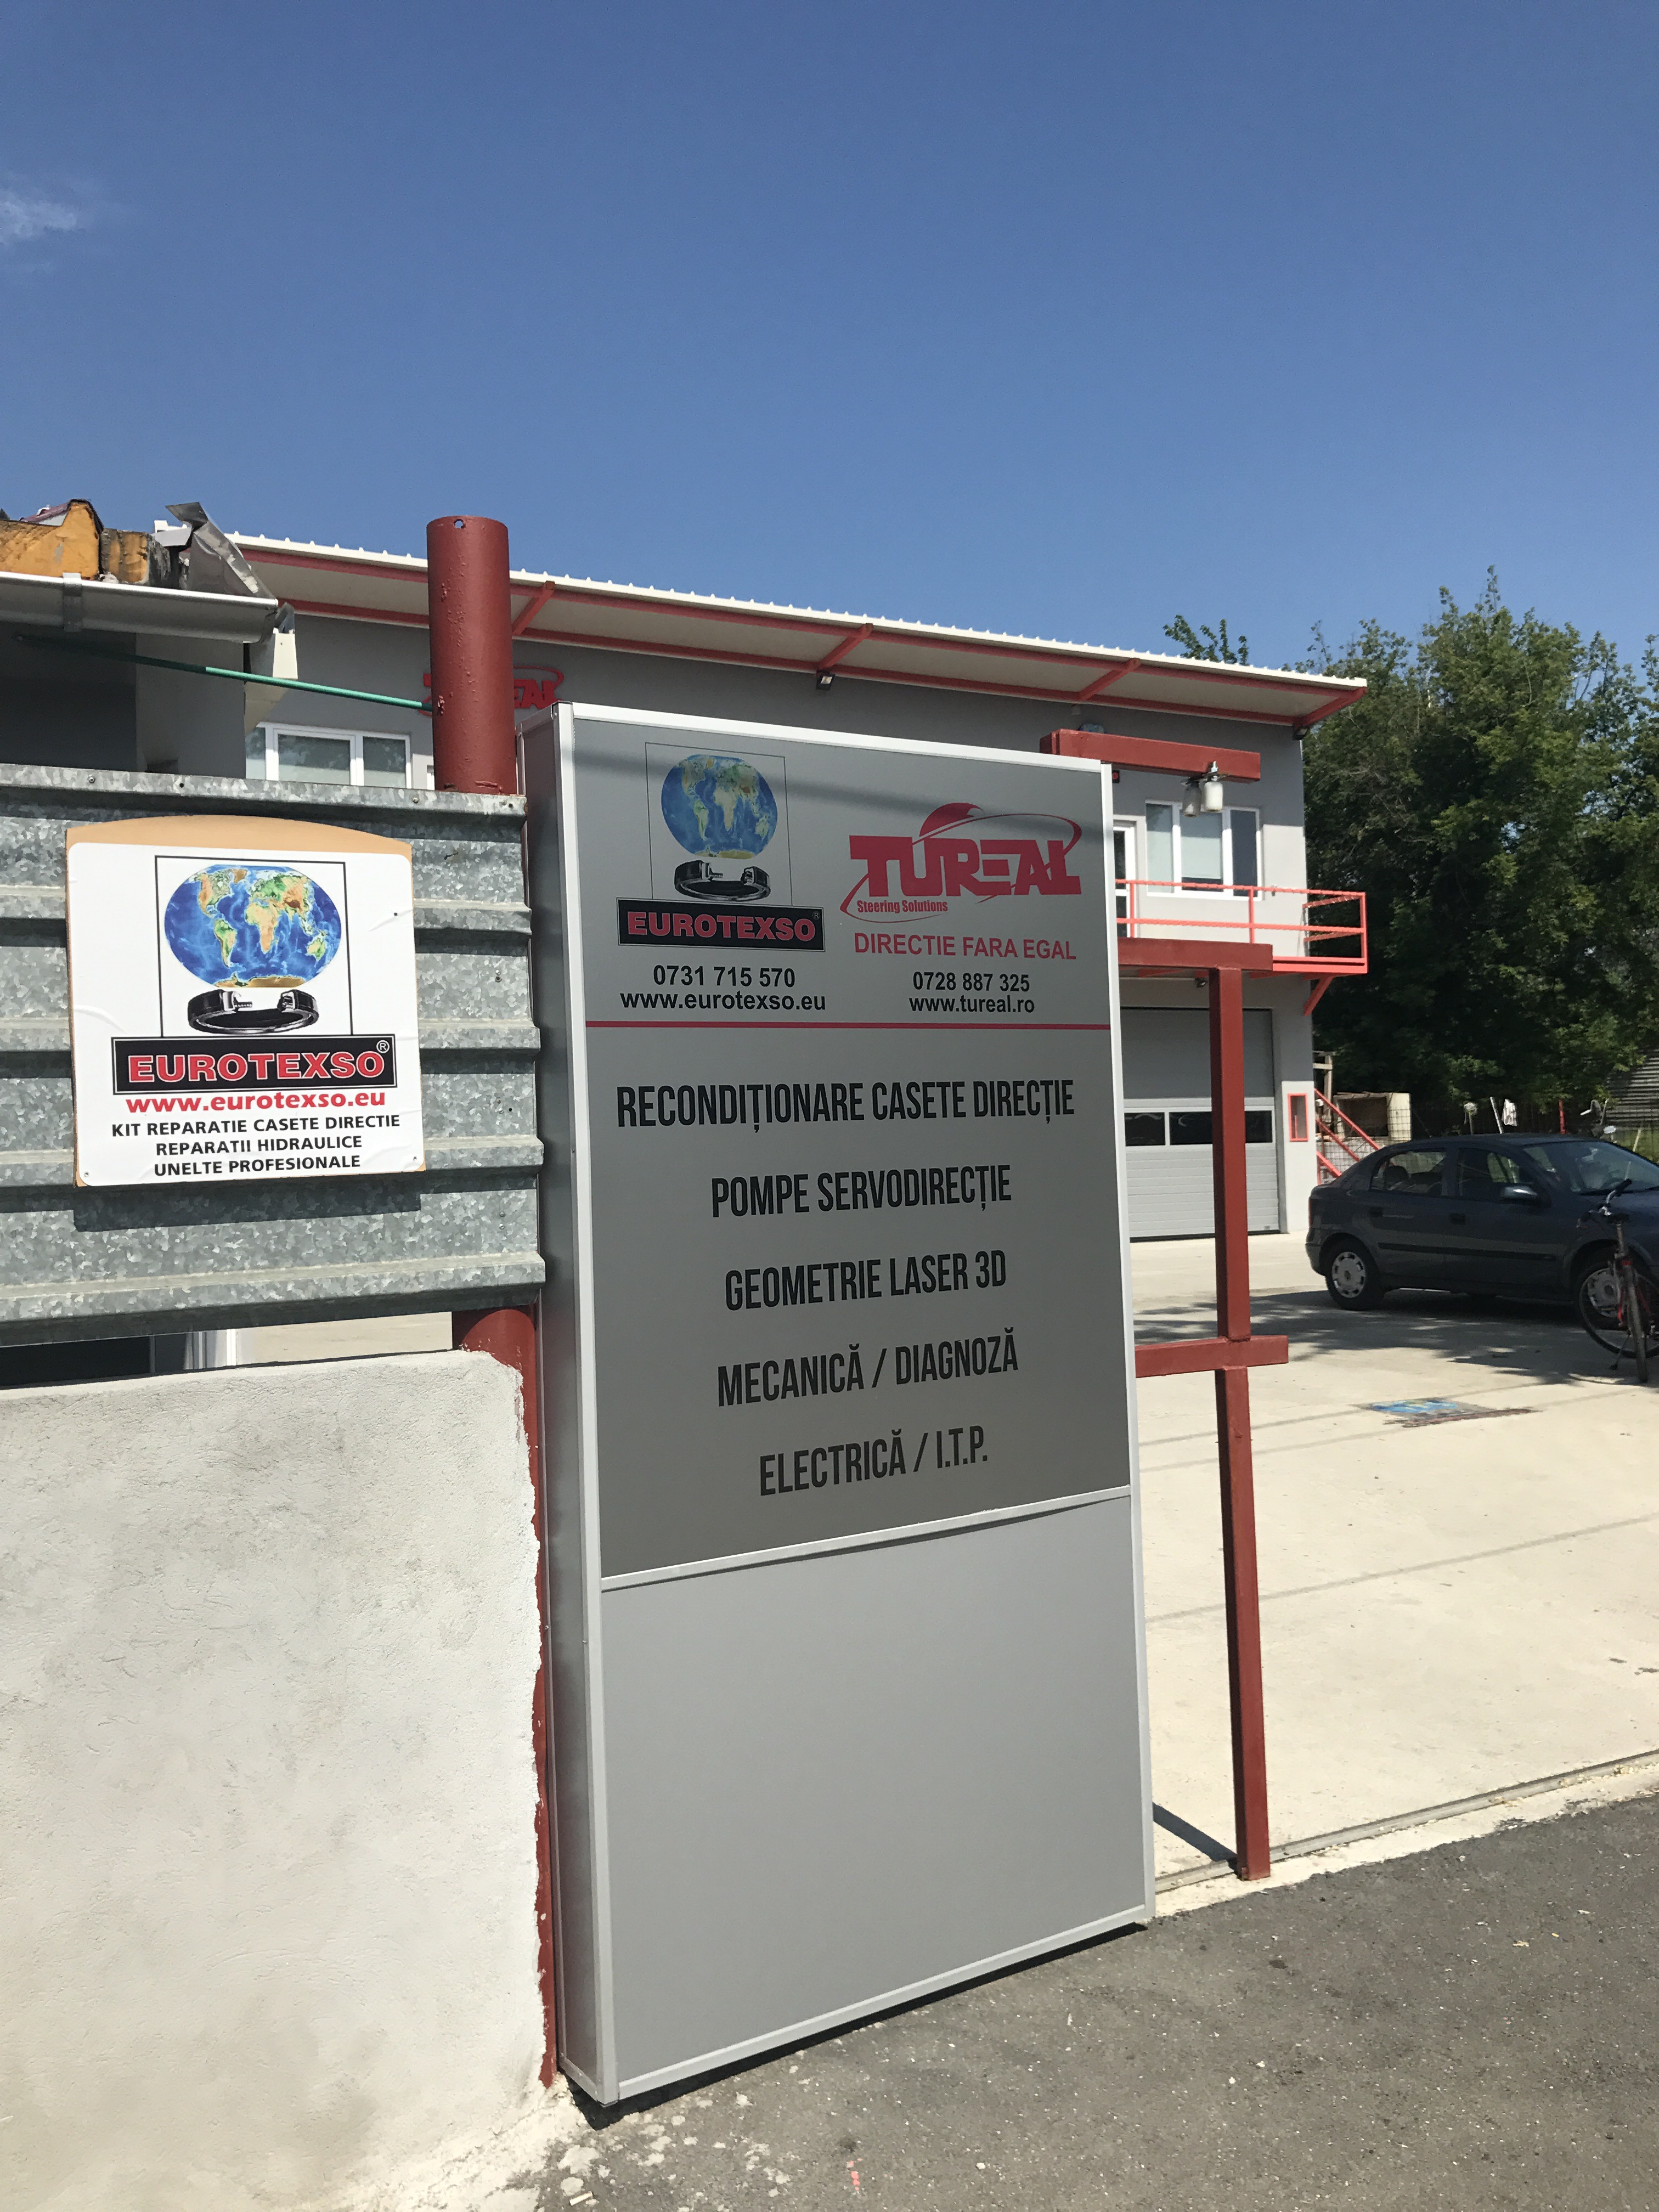 EUROTEXSO®
www.eurotexso.eu
KIT REPARATIE CASETE DIRECTIE
REPARATII HIDRAULICE
UNELTE PROFESIONALE
EUROTEXSO®
0731 715 570
www.eurotexso.eu
TUREAL
Steering Solutions
DIRECTIE FARA EGAL
0728 887 325
www.tureal.ro
RECONDIȚIONARE CASETE DIRECȚIE
POMPE SERVODIRECȚIE
GEOMETRIE LASER 3D
MECANICĂ / DIAGNOZĂ
ELECTRICĂ / I.T.P.